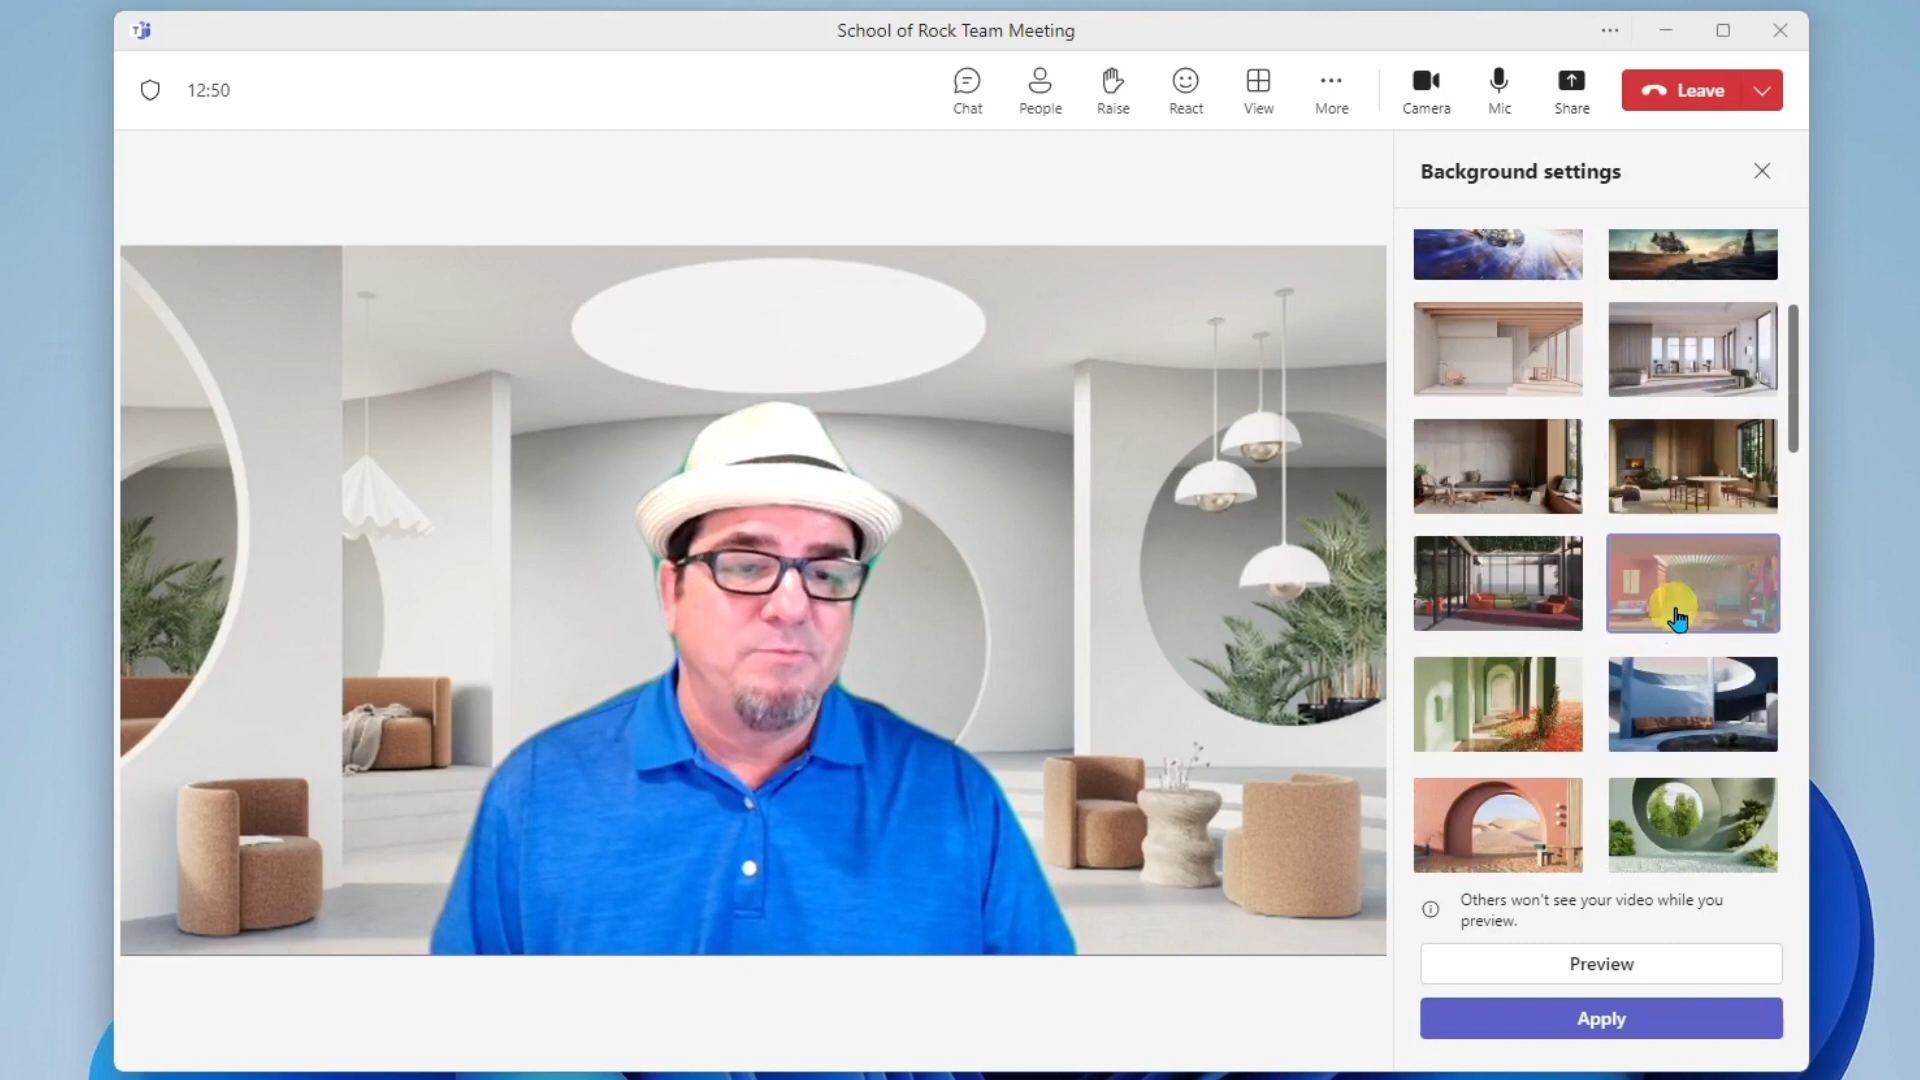 School of Rock Team Meeting
12:50
Chat
People
Raise
React
View
More
Camera
Mic
Share
Leave
Background settings
Others won't see your video while you
preview.
Preview
Apply